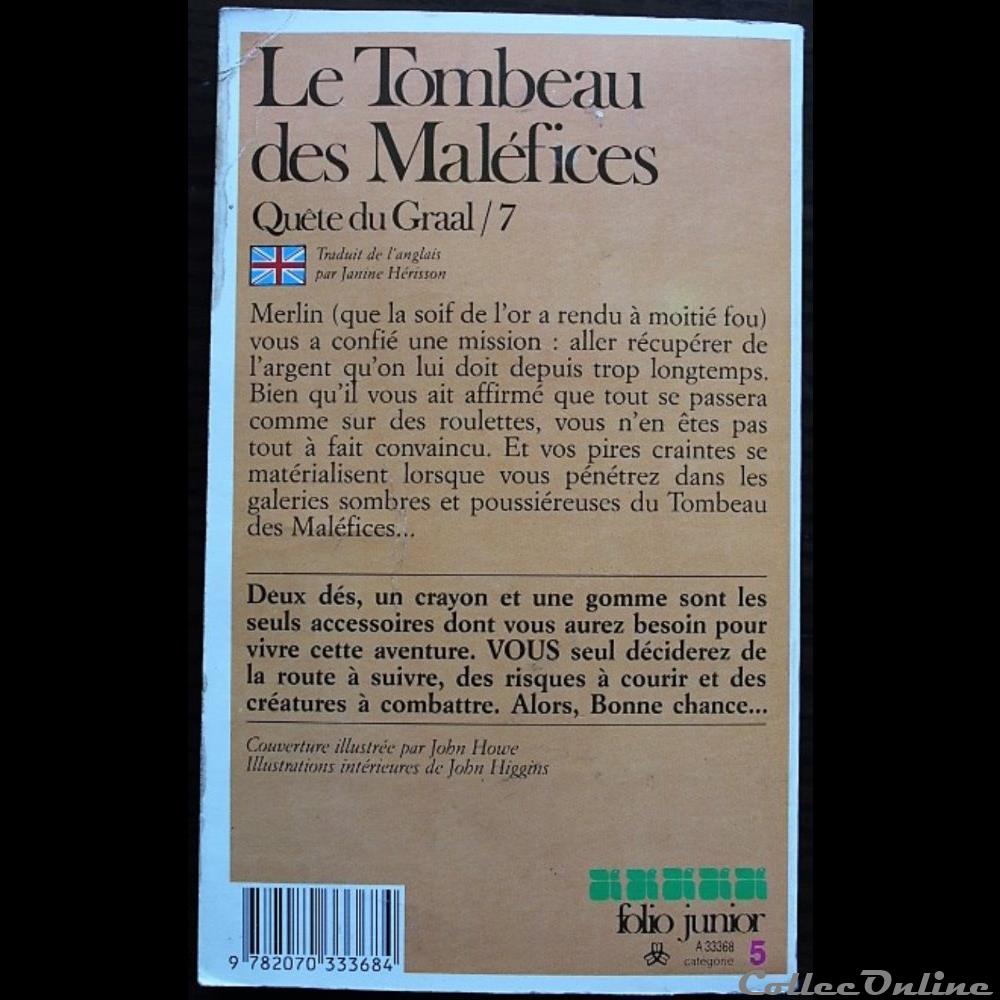 Le Tombeau
des Maléfices
Quête du Graal / 7
Traduit de l'anglais
par Janine Hérisson
Merlin (que la soif de l'or a rendu à moitié fou)
vous a confié une mission : aller récupérer de
l'argent qu'on lui doit depuis trop longtemps.
Bien qu'il vous ait affirmé que tout se passera
comme sur des roulettes, vous n'en êtes pas
tout à fait convaincu. Et vos pires craintes se
matérialisent lorsque vous pénétrez dans les
galeries sombres et poussiéreuses du Tombeau
des Maléfices...
Deux dés, un crayon et une gomme sont les
seuls accessoires dont vous aurez besoin pour
vivre cette aventure. VOUS seul déciderez de
la route à suivre, des risques à courir et des
créatures à combattre. Alors, Bonne chance...
Couverture illustrée par John Howe
Illustrations intérieures de John Higgins
folio junior
A 33368
catégorie 5
9 782070 333684
CollecOnline